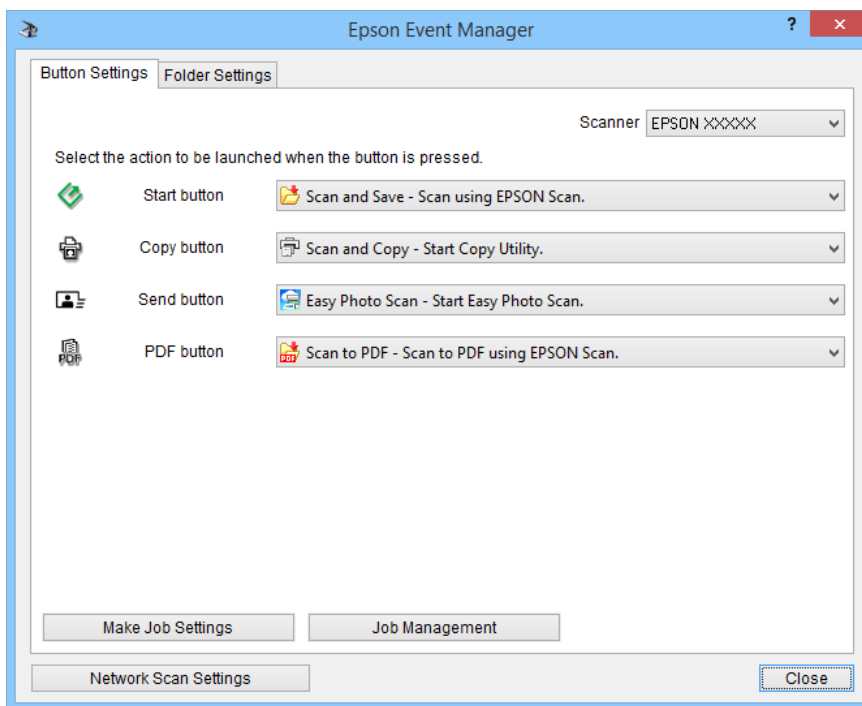 Epson Event Manager
? ×
Button Settings Folder Settings
Scanner EPSON XXXXX
Select the action to be launched when the button is pressed.
Start button Scan and Save - Scan using EPSON Scan.
Copy button Scan and Copy - Start Copy Utility.
Send button Easy Photo Scan - Start Easy Photo Scan.
PDF PDF button PDF Scan to PDF - Scan to PDF using EPSON Scan.
Make Job Settings Job Management
Network Scan Settings Close